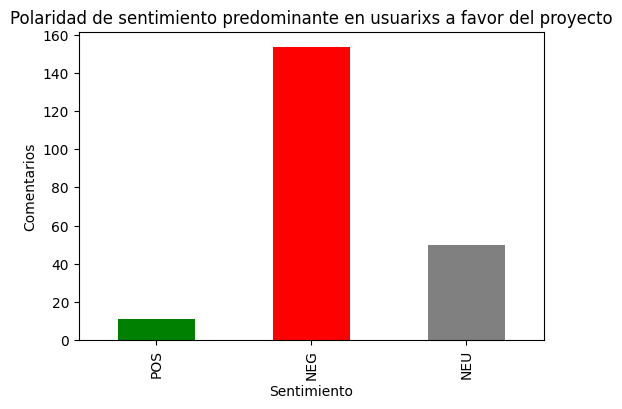 Polaridad de sentimiento predominante en usuarixs a favor del proyecto
160
140
120
100
80
60
40
20
0
Comentarios
POS
NEG
NEU
Sentimiento